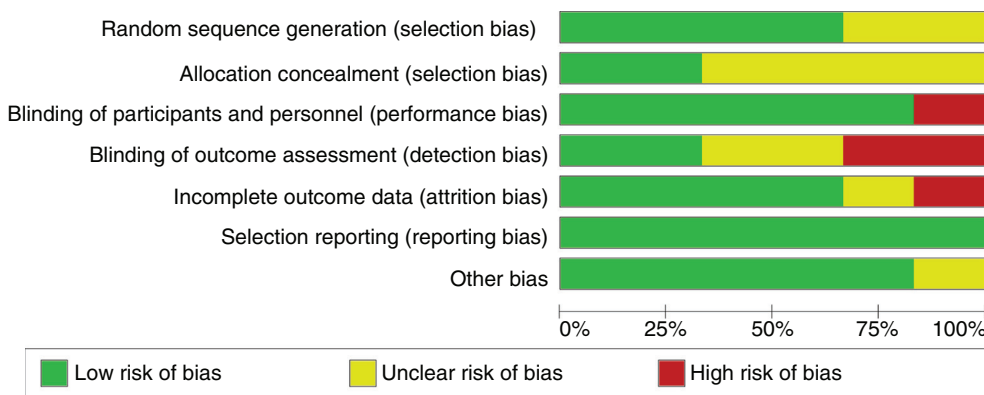 Random sequence generation (selection bias)
Allocation concealment (selection bias)
Blinding of participants and personnel (performance bias)
Blinding of outcome assessment (detection bias)
Incomplete outcome data (attrition bias)
Selection reporting (reporting bias)
Other bias
0% 25% 50% 75% 100%
Low risk of bias Unclear risk of bias High risk of bias